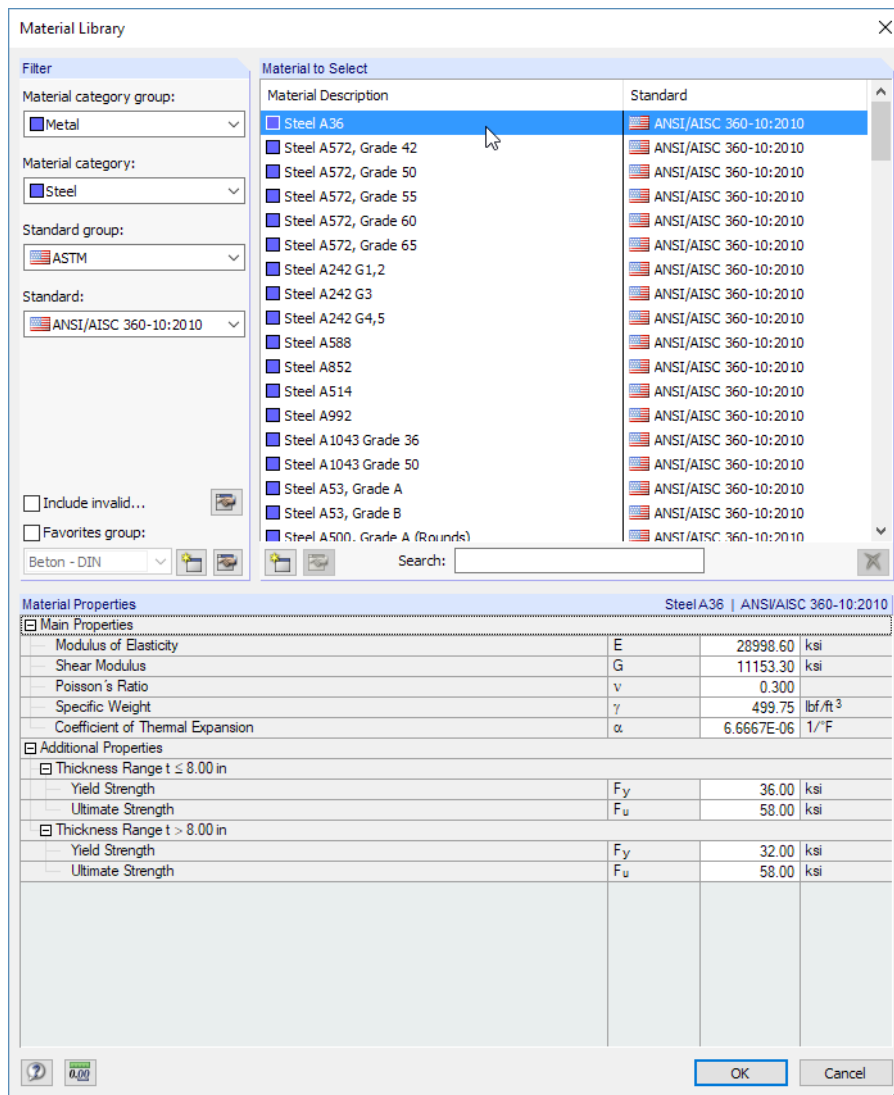 Material Library
Filter
Material category group:
Metal
Material category:
Steel
Standard group:
ASTM
Standard:
ANSI/AISC 360-10:2010
Include invalid...
Favorites group:
Beton - DIN
Material to Select
Material Description Standard
Steel A36 ANSI/AISC 360-10:2010
Steel A572, Grade 42 ANSI/AISC 360-10:2010
Steel A572, Grade 50 ANSI/AISC 360-10:2010
Steel A572, Grade 55 ANSI/AISC 360-10:2010
Steel A572, Grade 60 ANSI/AISC 360-10:2010
Steel A572, Grade 65 ANSI/AISC 360-10:2010
Steel A242 G1,2 ANSI/AISC 360-10:2010
Steel A242 G3 ANSI/AISC 360-10:2010
Steel A242 G4,5 ANSI/AISC 360-10:2010
Steel A588 ANSI/AISC 360-10:2010
Steel A852 ANSI/AISC 360-10:2010
Steel A514 ANSI/AISC 360-10:2010
Steel A992 ANSI/AISC 360-10:2010
Steel A1043 Grade 36 ANSI/AISC 360-10:2010
Steel A1043 Grade 50 ANSI/AISC 360-10:2010
Steel A53, Grade A ANSI/AISC 360-10:2010
Steel A53, Grade B ANSI/AISC 360-10:2010
Steel A500, Grade A (Rounds) ANSI/AISC 360-10:2010
Search:
Material Properties Steel A36 | ANSI/AISC 360-10:2010
Main Properties
Modulus of Elasticity E 28998.60 ksi
Shear Modulus G 11153.30 ksi
Poisson´s Ratio ν 0.300
Specific Weight γ 499.75 lbf/ft 3
Coefficient of Thermal Expansion α 6.6667E-06 1/°F
Additional Properties
Thickness Range t ≤ 8.00 in
Yield Strength Fy 36.00 ksi
Ultimate Strength Fu 58.00 ksi
Thickness Range t > 8.00 in
Yield Strength Fy 32.00 ksi
Ultimate Strength Fu 58.00 ksi
0.00
OK Cancel